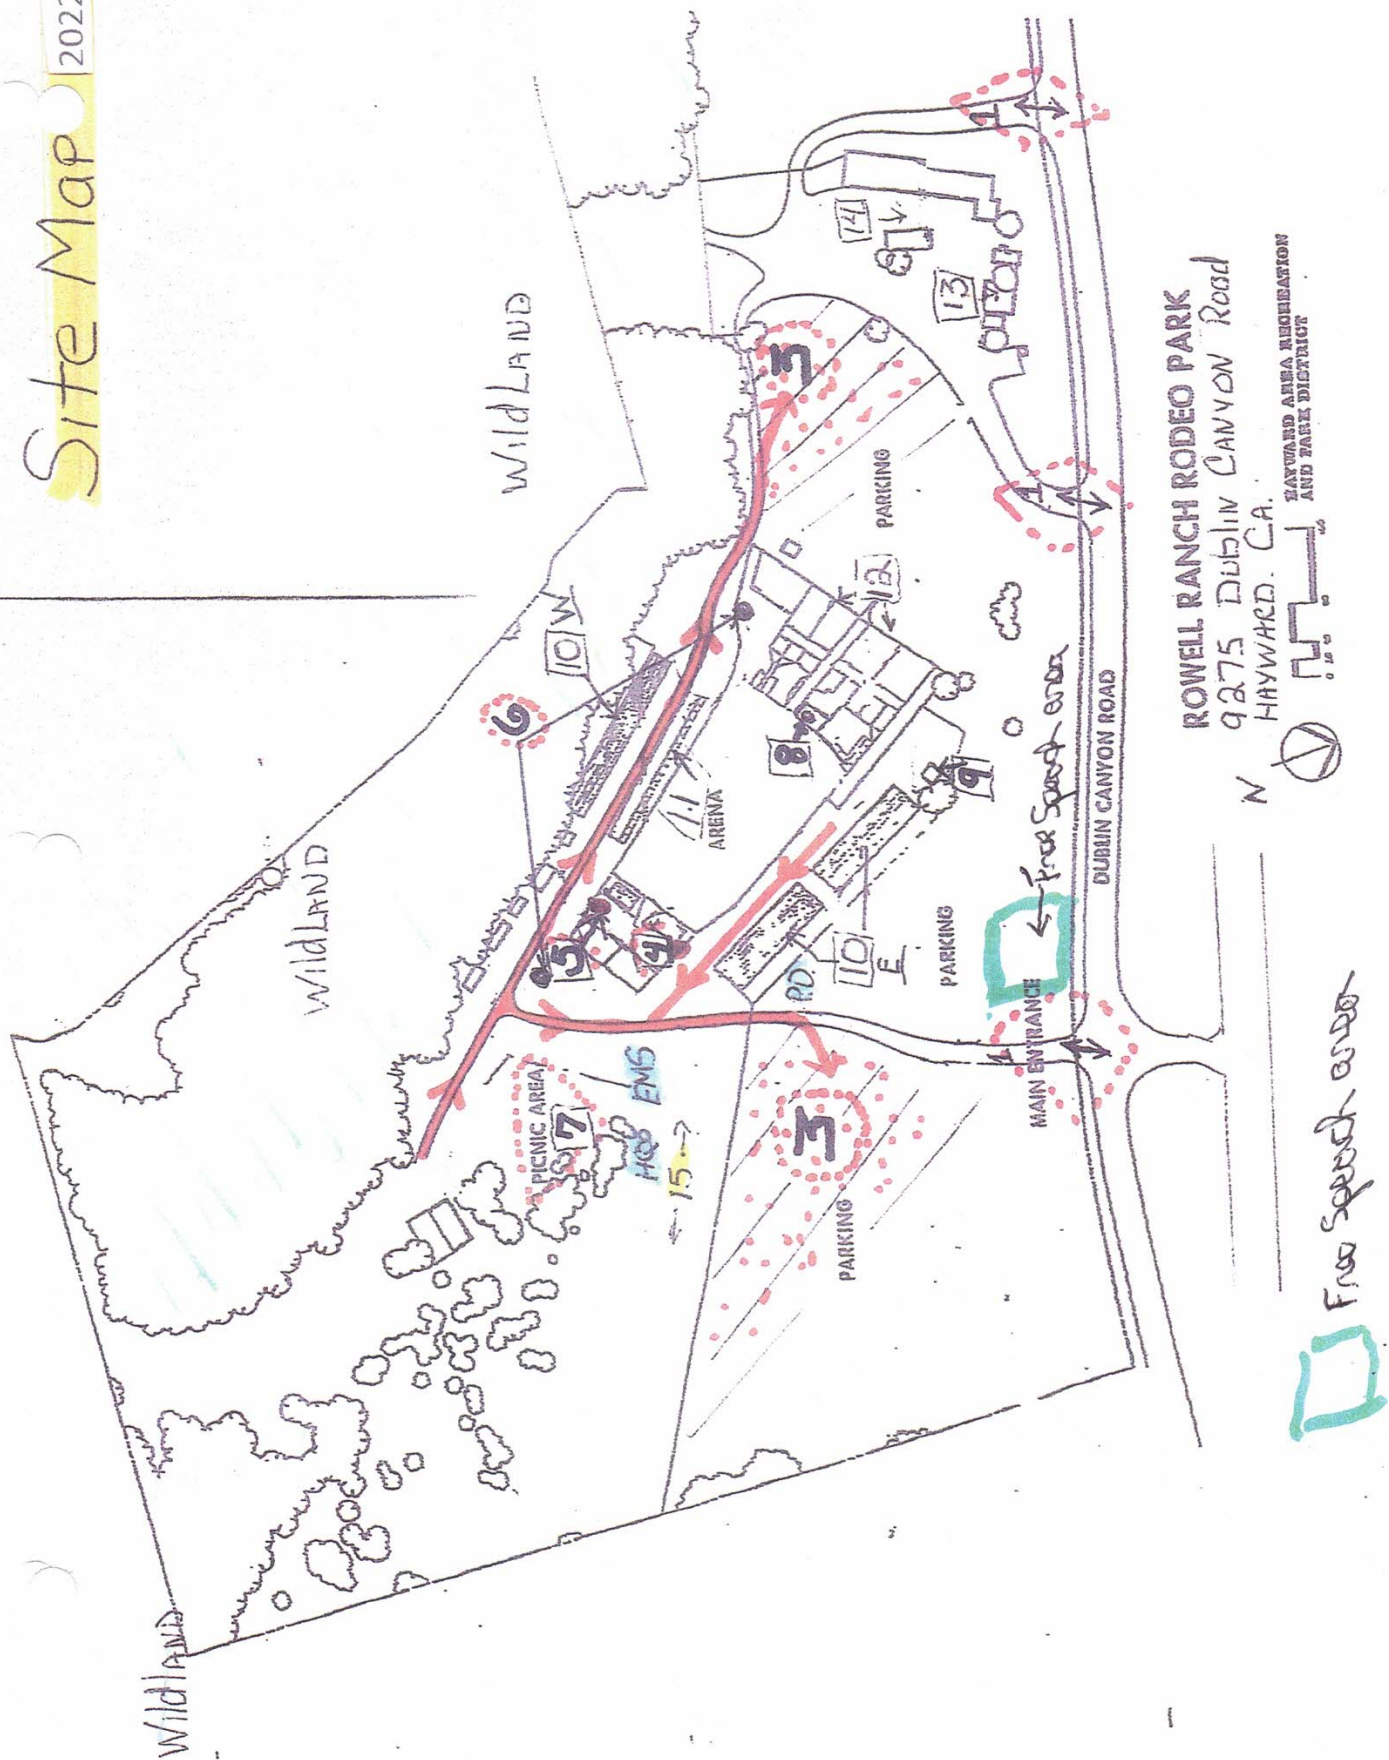 Site Map 2022
Wildland
WildLAND
WildLAND
10 W
6
1
14
13
3
PARKING
12
1
11
ARENA
8
9
5
4
10
E
PD
PARKING
← Free Speech area
MAIN ENTRANCE
1
DUBLIN CANYON ROAD
PICNIC AREA
7
HQS EMS
← 15 →
3
PARKING
ROWELL RANCH RODEO PARK
9275 Dublin CANYON Road
HAYWARD. CA.
N
HAYWARD AREA RECREATION
AND PARK DISTRICT
Free Speech area